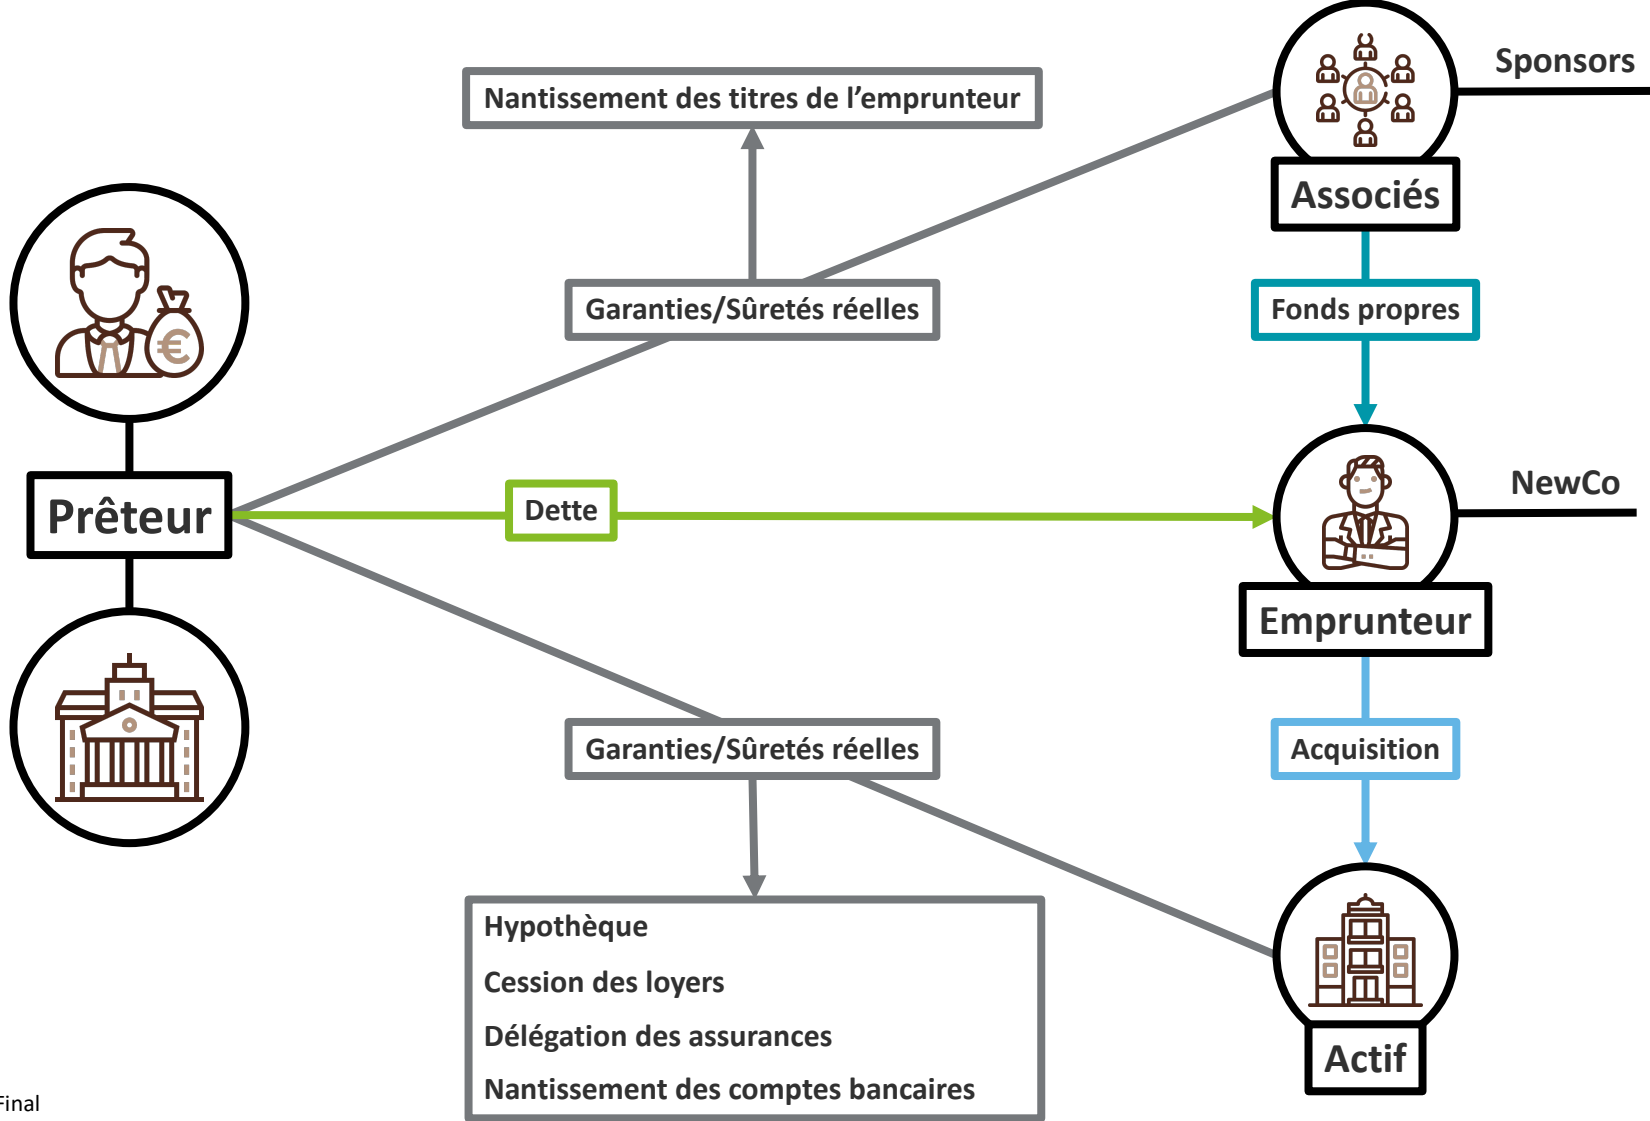 Sponsors
Nantissement des titres de l’emprunteur
Associés
Garanties/Sûretés réelles
Fonds propres
NewCo
Prêteur
Dette
Emprunteur
Garanties/Sûretés réelles
Acquisition
Hypothèque
Cession des loyers
Délégation des assurances
Nantissement des comptes bancaires
Actif
Final